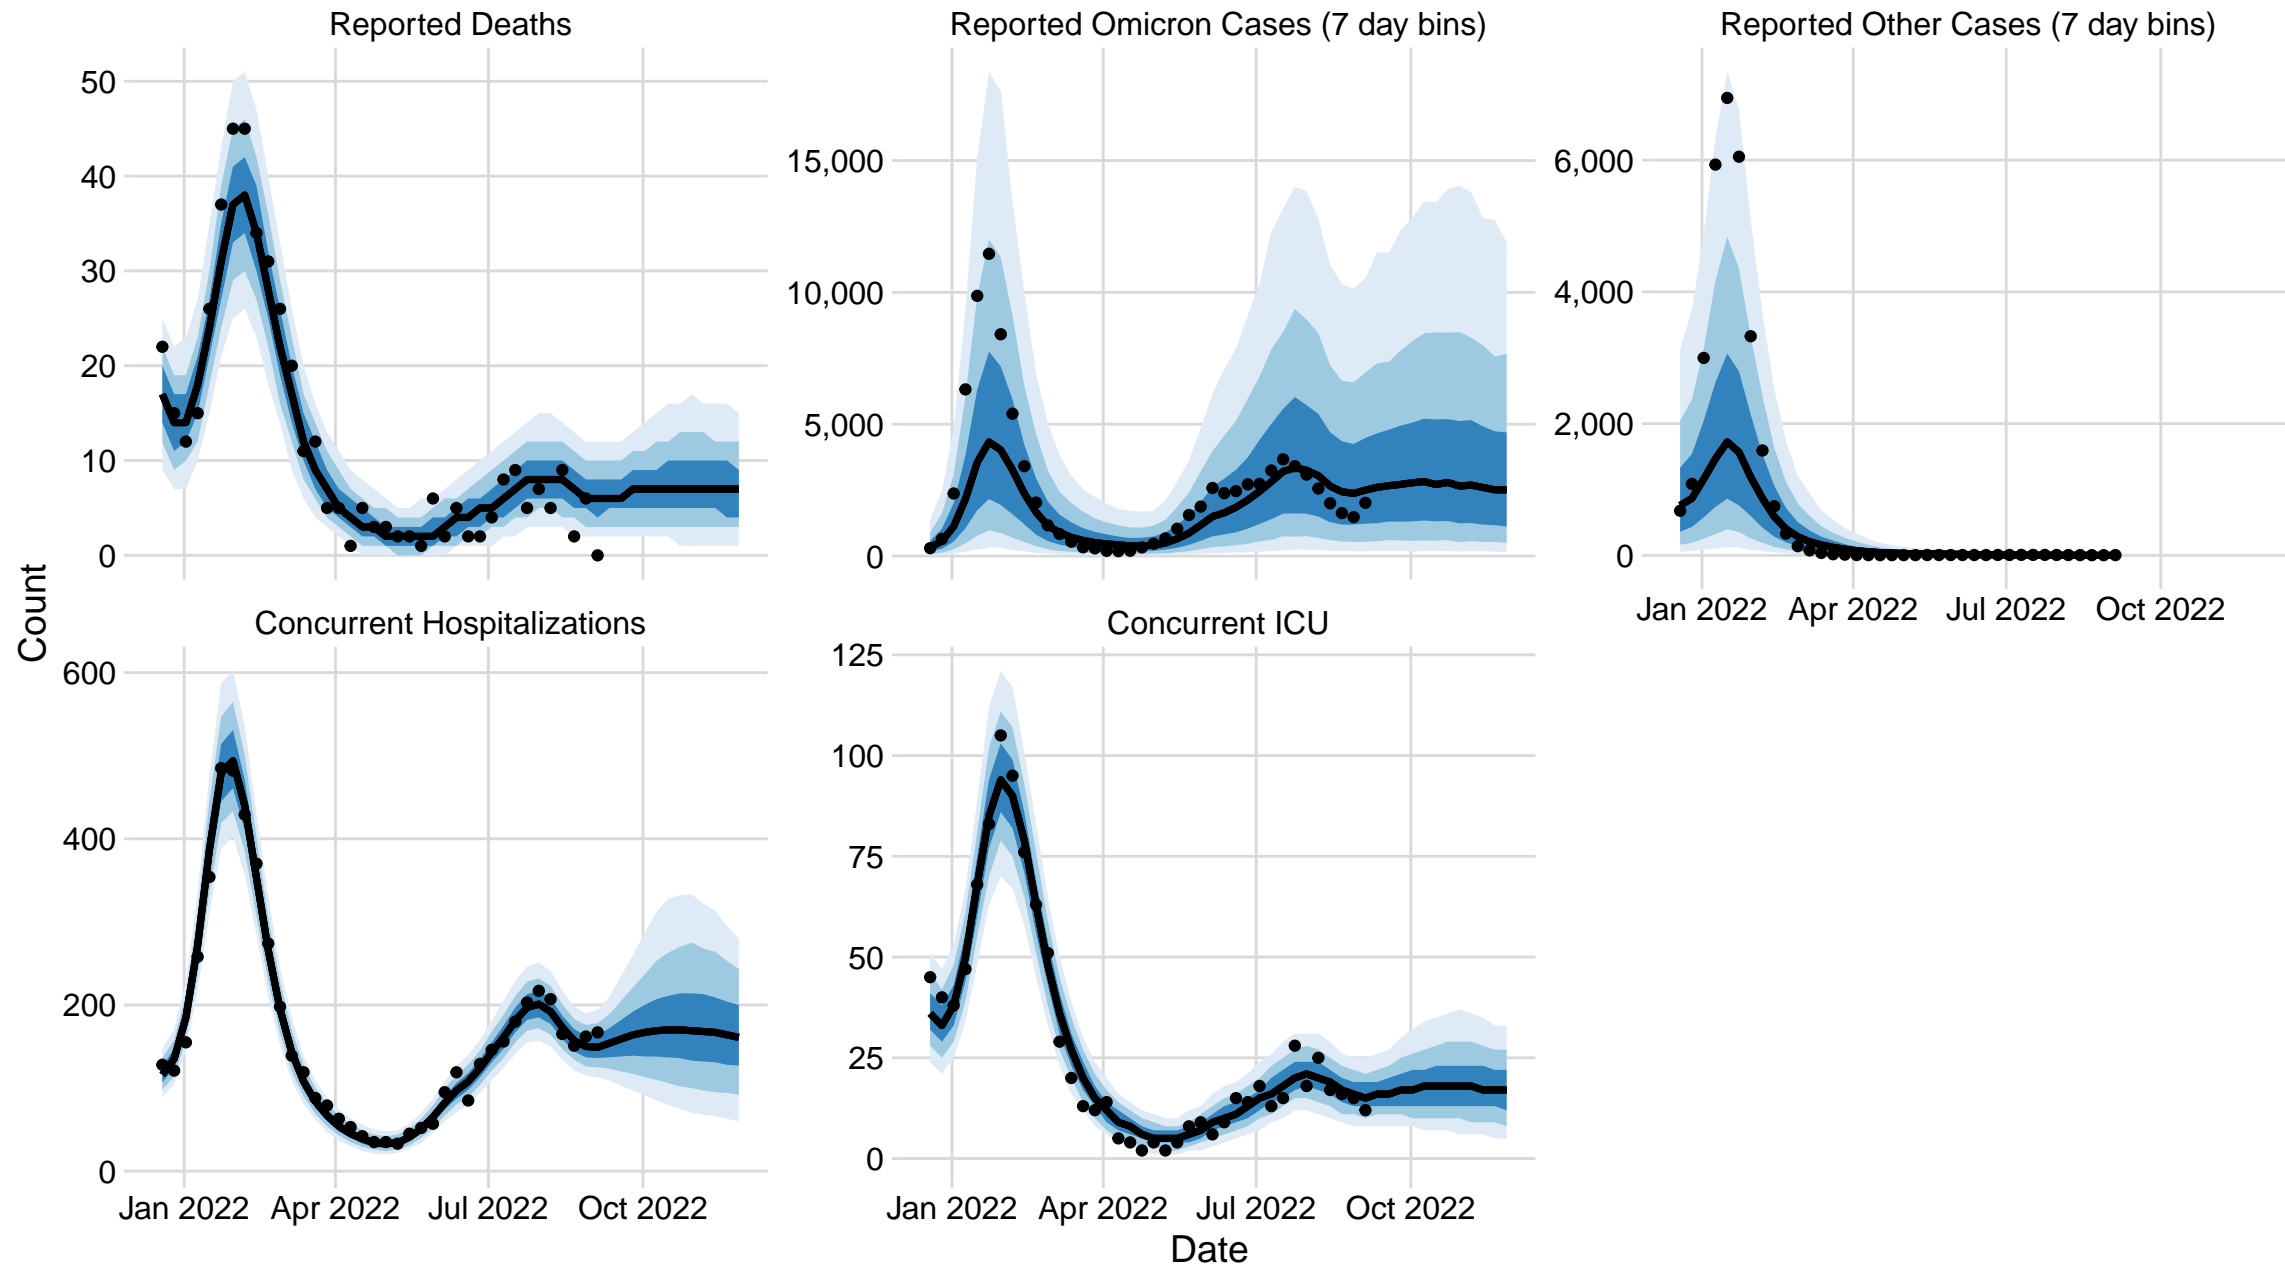 Reported Deaths
Reported Omicron Cases (7 day bins)
Reported Other Cases (7 day bins)
50
40
30
20
10
0
15,000
10,000
5,000
0
6,000
4,000
2,000
0
Jan 2022 Apr 2022 Jul 2022 Oct 2022
Count
Concurrent Hospitalizations
Concurrent ICU
600
400
200
0
125
100
75
50
25
0
Jan 2022 Apr 2022 Jul 2022 Oct 2022
Jan 2022 Apr 2022 Jul 2022 Oct 2022
Date